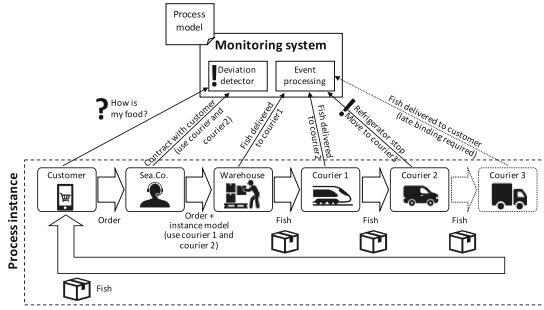 Process
model
Monitoring system
! Deviation
detector
Event
processing
? How is
my food?
Contract with customer
(use courier and
courier2)
Fish delivered
to courier1
Fish delivered
to courier2
! Refrigerator stop
Move to courier3
Fish delivered to customer
(late binding required)
Process instance
Customer
Sea.Co.
Warehouse
Courier 1
Courier 2
Courier 3
Order
Order +
instance model
(use courier 1 and
courier 2)
Fish
Fish
Fish
Fish